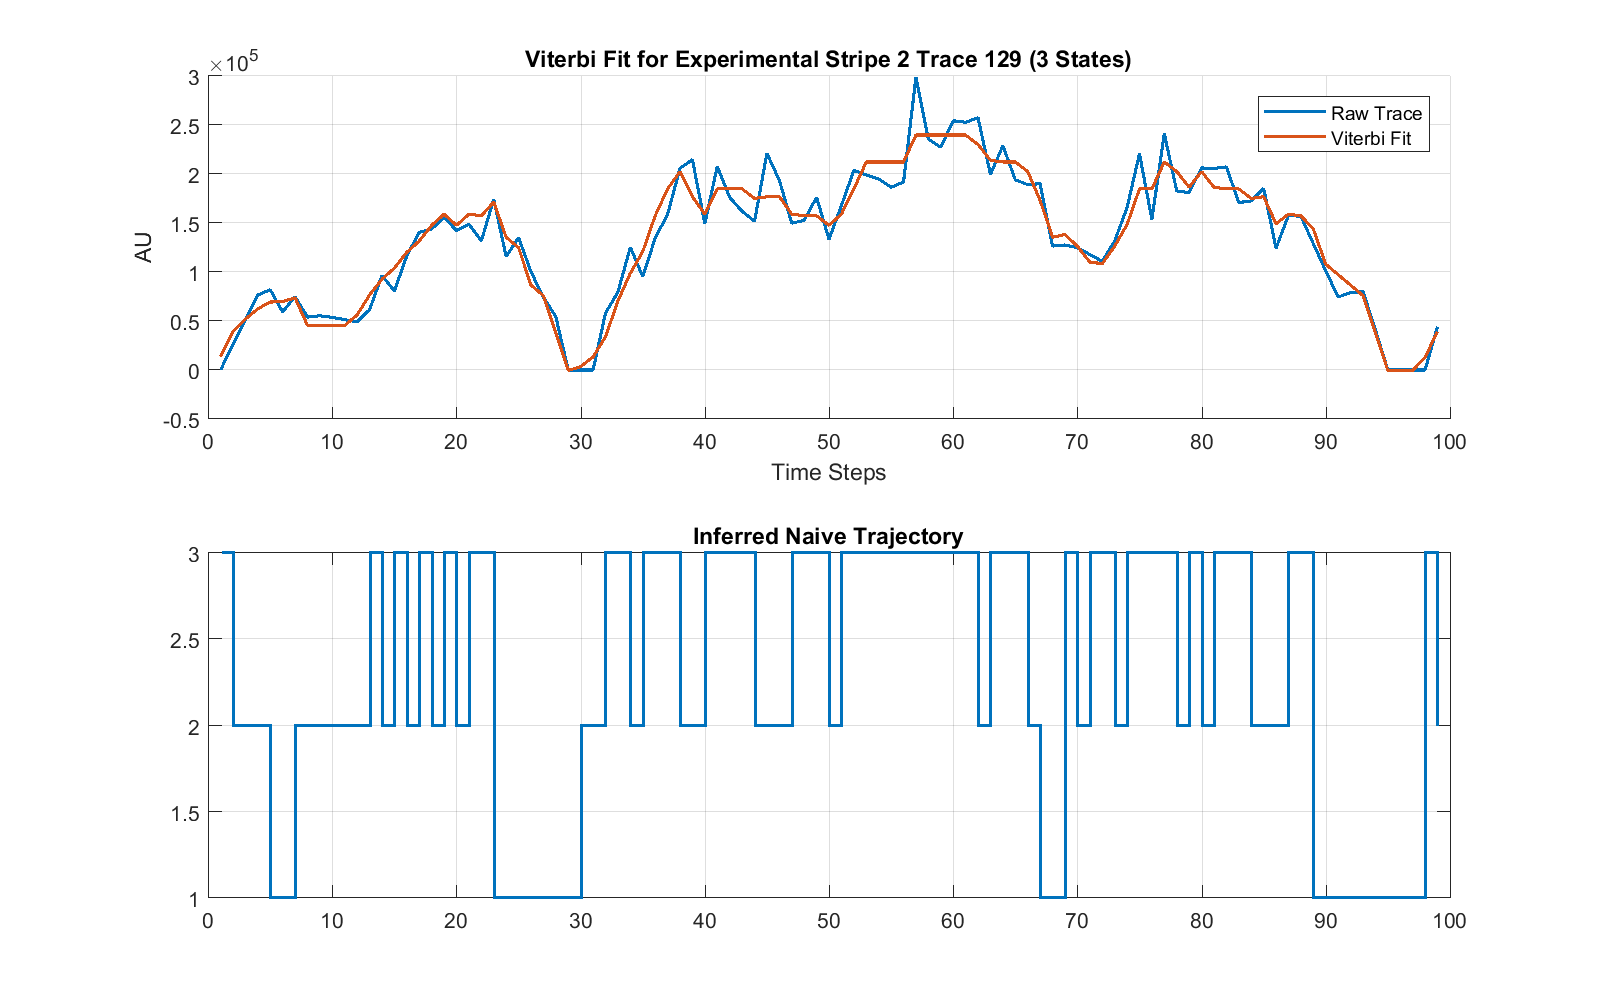 Viterbi Fit for Experimental Stripe 2 Trace 129 (3 States)
×10^5
3
2.5
2
1.5
1
0.5
0
-0.5
AU
Raw Trace
Viterbi Fit
0 10 20 30 40 50 60 70 80 90 100
Time Steps
Inferred Naive Trajectory
3
2.5
2
1.5
1
0 10 20 30 40 50 60 70 80 90 100